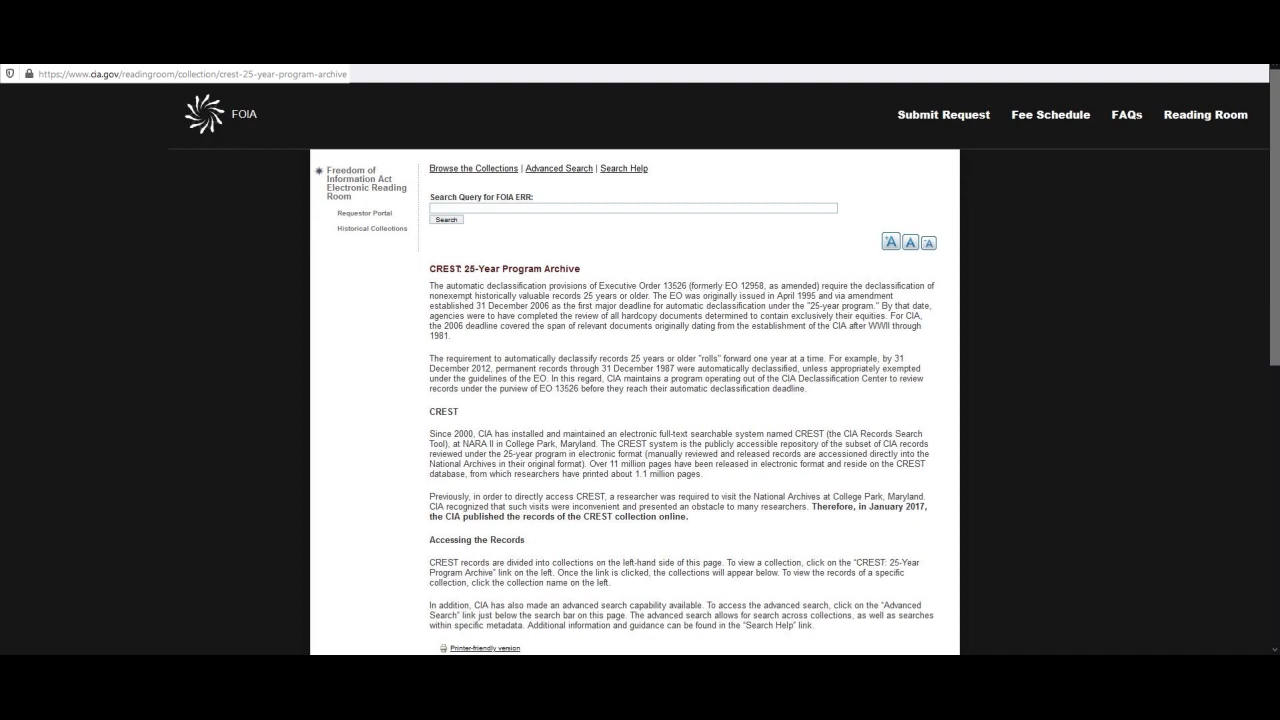 https://www.cia.gov/readingroom/collection/crest-25-year-program-archive
FOIA
Submit Request
Fee Schedule
FAQs
Reading Room
Freedom of
Information Act
Electronic Reading
Room
Requestor Portal
Historical Collections
Browse the Collections | Advanced Search | Search Help
Search Query for FOIA ERR:
Search
+A A -A
CREST: 25-Year Program Archive
The automatic declassification provisions of Executive Order 13526 (formerly EO 12958, as amended) require the declassification of
nonexempt historically valuable records 25 years or older. The EO was originally issued in April 1995 and via amendment
established 31 December 2006 as the first major deadline for automatic declassification under the "25-year program." By that date,
agencies were to have completed the review of all hardcopy documents determined to contain exclusively their equities. For CIA,
the 2006 deadline covered the span of relevant documents originally dating from the establishment of the CIA after WWII through
1981.
The requirement to automatically declassify records 25 years or older "rolls" forward one year at a time. For example, by 31
December 2012, permanent records through 31 December 1987 were automatically declassified, unless appropriately exempted
under the guidelines of the EO. In this regard, CIA maintains a program operating out of the CIA Declassification Center to review
records under the purview of EO 13526 before they reach their automatic declassification deadline.
CREST
Since 2000, CIA has installed and maintained an electronic full-text searchable system named CREST (the CIA Records Search
Tool), at NARA II in College Park, Maryland. The CREST system is the publicly accessible repository of the subset of CIA records
reviewed under the 25-year program in electronic format (manually reviewed and released records are accessioned directly into the
National Archives in their original format). Over 11 million pages have been released in electronic format and reside on the CREST
database, from which researchers have printed about 1.1 million pages.
Previously, in order to directly access CREST, a researcher was required to visit the National Archives at College Park, Maryland.
CIA recognized that such visits were inconvenient and presented an obstacle to many researchers. Therefore, in January 2017,
the CIA published the records of the CREST collection online.
Accessing the Records
CREST records are divided into collections on the left-hand side of this page. To view a collection, click on the “CREST: 25-Year
Program Archive” link on the left. Once the link is clicked, the collections will appear below. To view the records of a specific
collection, click the collection name on the left.
In addition, CIA has also made an advanced search capability available. To access the advanced search, click on the “Advanced
Search” link just below the search bar on this page. The advanced search allows for search across collections, as well as searches
within specific metadata. Additional information and guidance can be found in the “Search Help” link.
Printer-friendly version